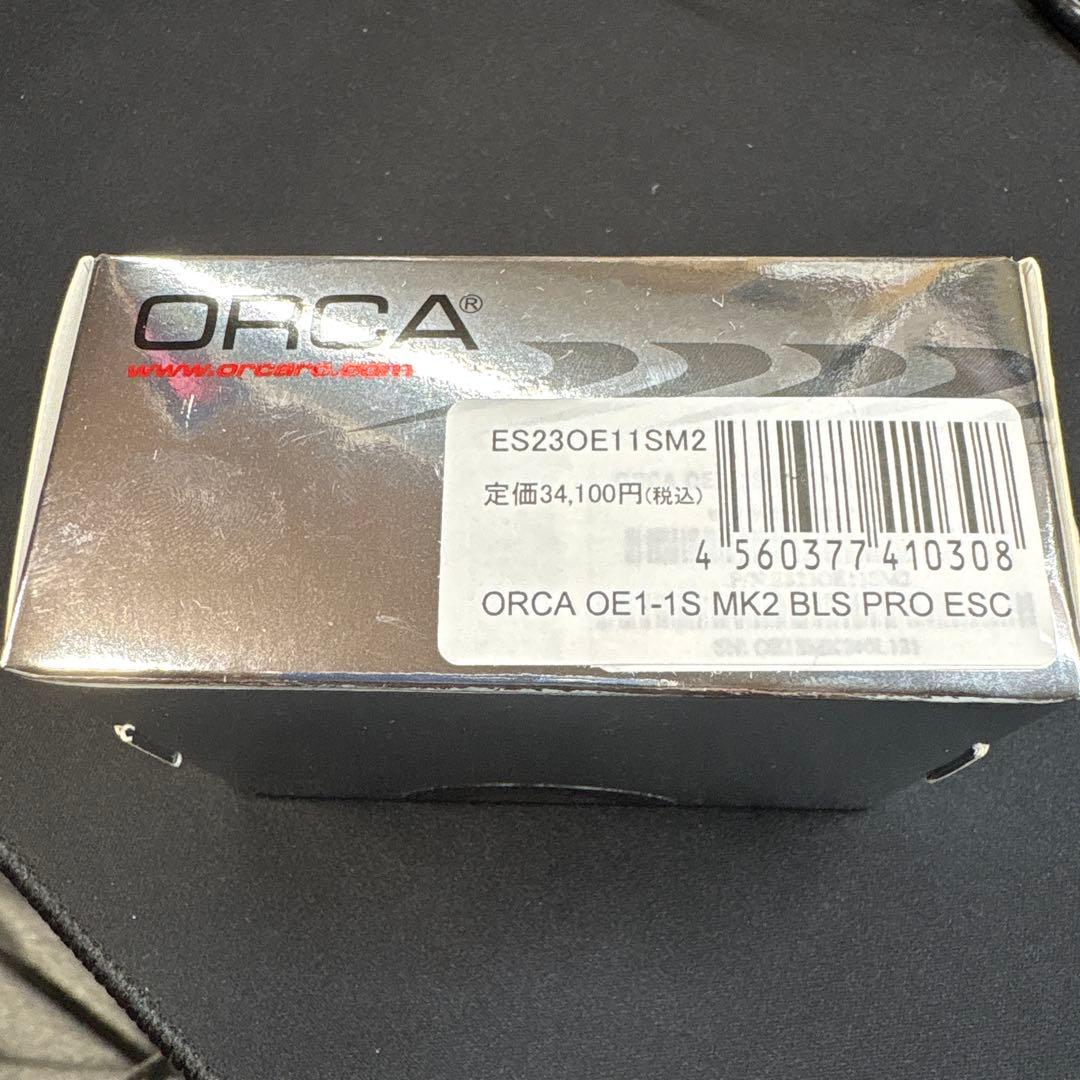 ORCA®
www.orcarc.com
ES23OE11SM2
定価34,100円(税込)
4 560377 410308
ORCA OE1-1S MK2 BLS PRO ESC